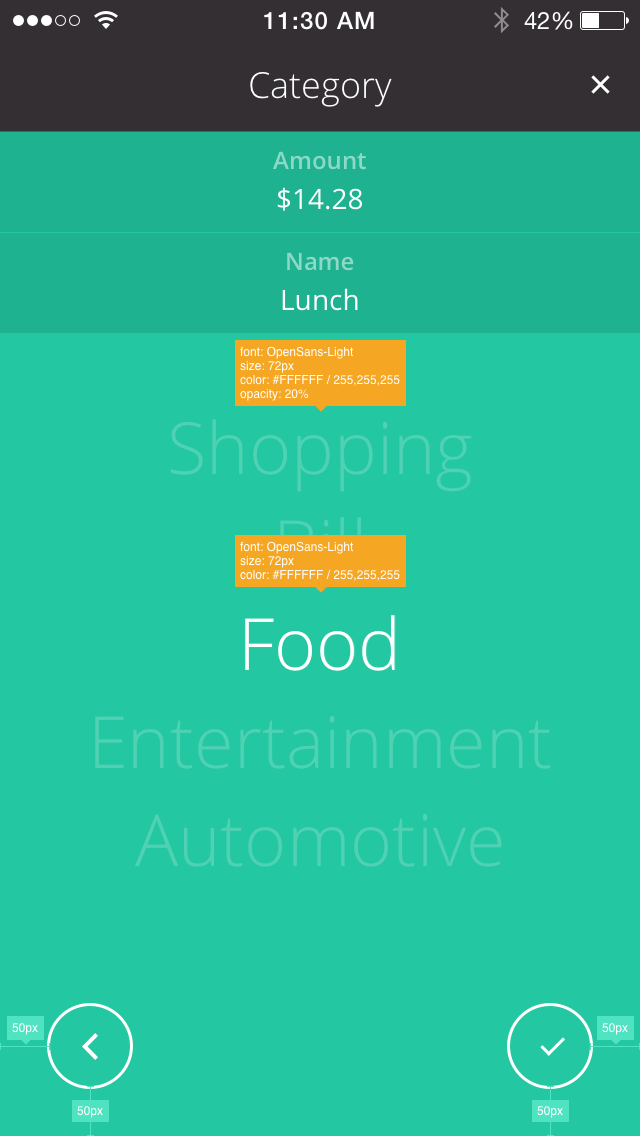 11:30 AM 42%
Category
Amount
$14.28
Name
Lunch
font: OpenSans-Light
size: 72px
color: #FFFFFF / 255,255,255
opacity: 20%
Shopping
font: OpenSans-Light
size: 72px
color: #FFFFFF / 255,255,255
Food
Entertainment
Automotive
50px 50px
50px 50px